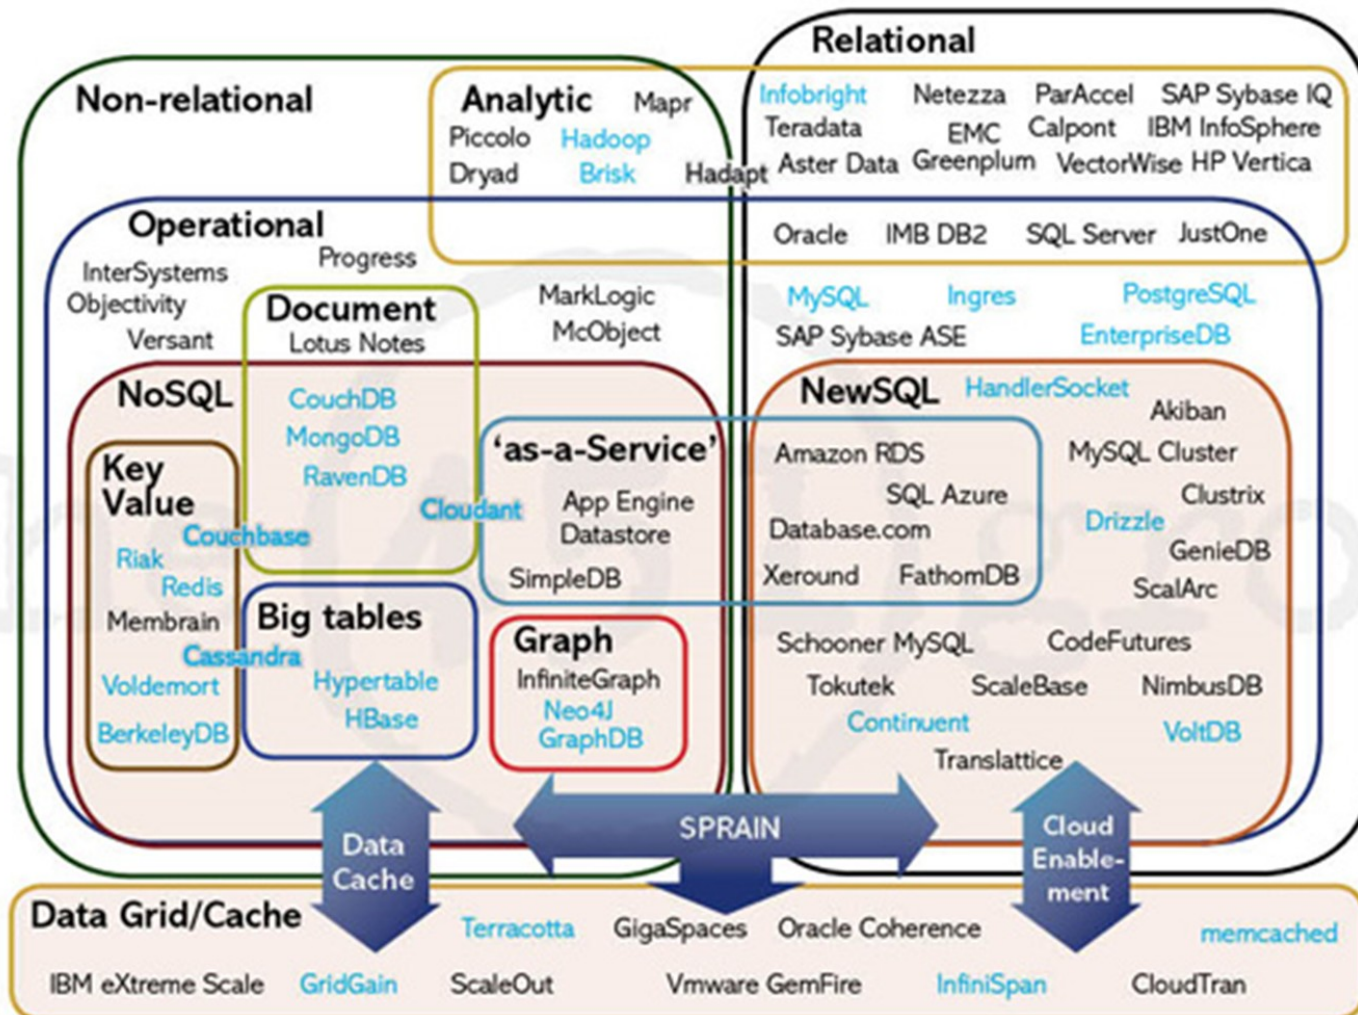 Relational
Non-relational
Analytic Mapr
Piccolo Hadoop
Dryad Brisk Hadapt
Infobright Netezza ParAccel SAP Sybase IQ
Teradata EMC Calpont IBM InfoSphere
Aster Data Greenplum VectorWise HP Vertica
Operational
Oracle IMB DB2 SQL Server JustOne
Progress
InterSystems
Objectivity
Versant
Document
Lotus Notes
MarkLogic
McObject
MySQL Ingres PostgreSQL
SAP Sybase ASE EnterpriseDB
NoSQL
CouchDB
MongoDB
RavenDB
Cloudant
Couchbase
Key
Value
Riak
Redis
Membrain
Cassandra
Voldemort
BerkeleyDB
Big tables
Hypertable
HBase
‘as-a-Service’
App Engine
Datastore
SimpleDB
Graph
InfiniteGraph
Neo4J
GraphDB
NewSQL HandlerSocket
Akiban
Amazon RDS MySQL Cluster
SQL Azure Clustrix
Database.com Drizzle
GenieDB
Xeround FathomDB ScalArc
Schooner MySQL CodeFutures
Tokutek ScaleBase NimbusDB
Continuent VoltDB
Translattice
Data
Cache
SPRAIN
Cloud
Enable-
ment
Data Grid/Cache
Terracotta GigaSpaces Oracle Coherence memcached
IBM eXtreme Scale GridGain ScaleOut Vmware GemFire InfiniSpan CloudTran